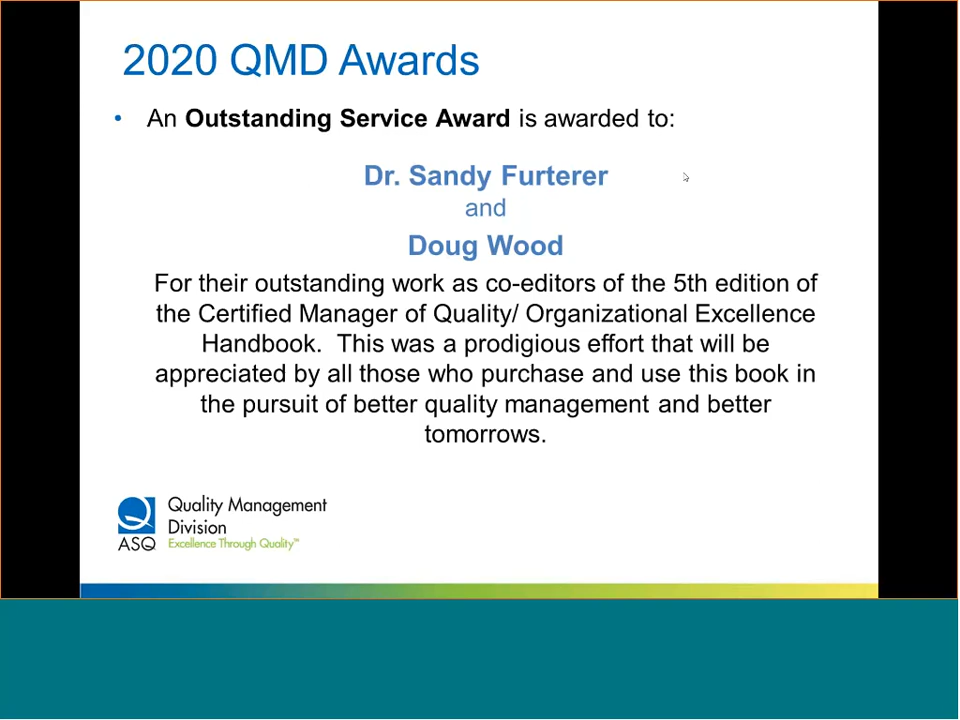 2020 QMD Awards
• An Outstanding Service Award is awarded to:
Dr. Sandy Furterer
and
Doug Wood
For their outstanding work as co-editors of the 5th edition of
the Certified Manager of Quality/ Organizational Excellence
Handbook.  This was a prodigious effort that will be
appreciated by all those who purchase and use this book in
the pursuit of better quality management and better
tomorrows.
Quality Management
Division
ASQ Excellence Through Quality™